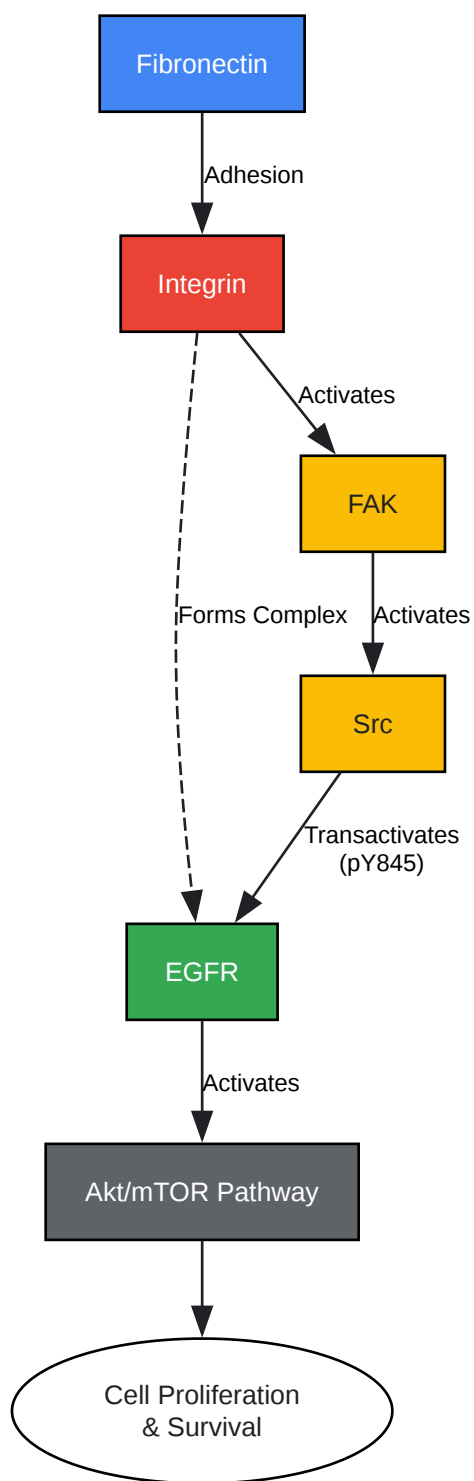 Fibronectin
Adhesion
Integrin
Activates
FAK
Forms Complex
Activates
Src
Transactivates
(pY845)
EGFR
Activates
Akt/mTOR Pathway
Cell Proliferation
& Survival